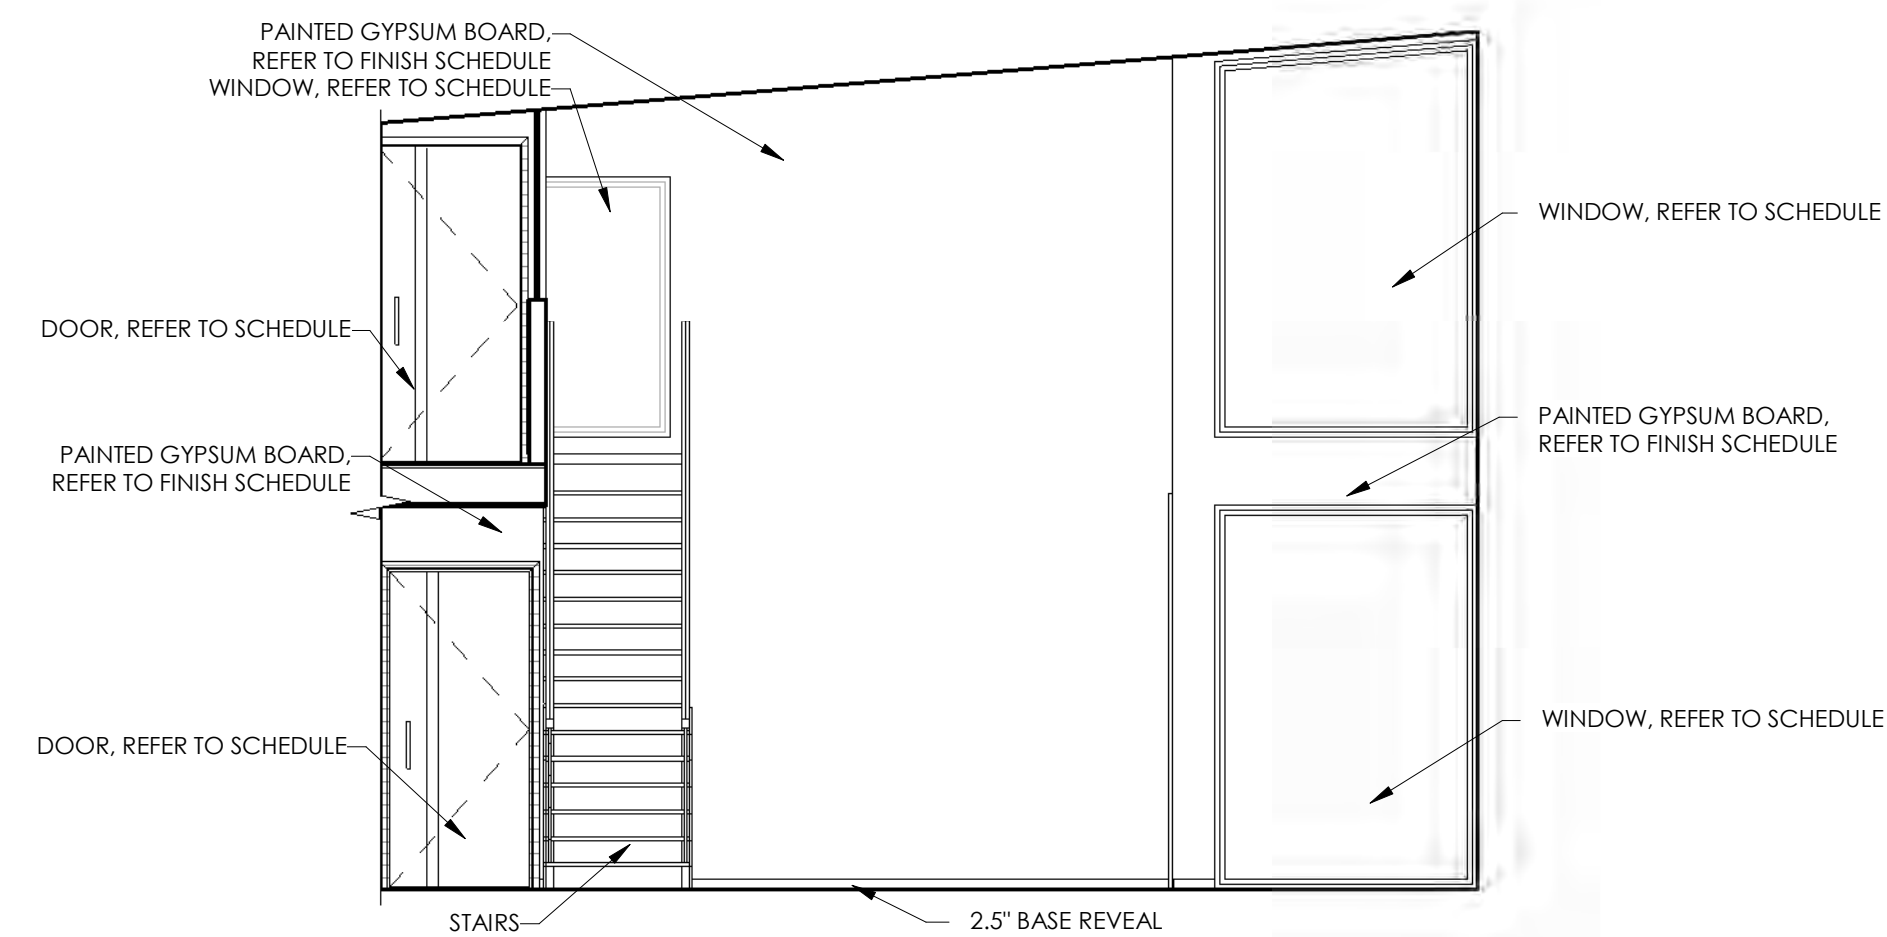 PAINTED GYPSUM BOARD,
REFER TO FINISH SCHEDULE
WINDOW, REFER TO SCHEDULE
WINDOW, REFER TO SCHEDULE
DOOR, REFER TO SCHEDULE
PAINTED GYPSUM BOARD,
REFER TO FINISH SCHEDULE
PAINTED GYPSUM BOARD,
REFER TO FINISH SCHEDULE
WINDOW, REFER TO SCHEDULE
DOOR, REFER TO SCHEDULE
STAIRS
2.5" BASE REVEAL